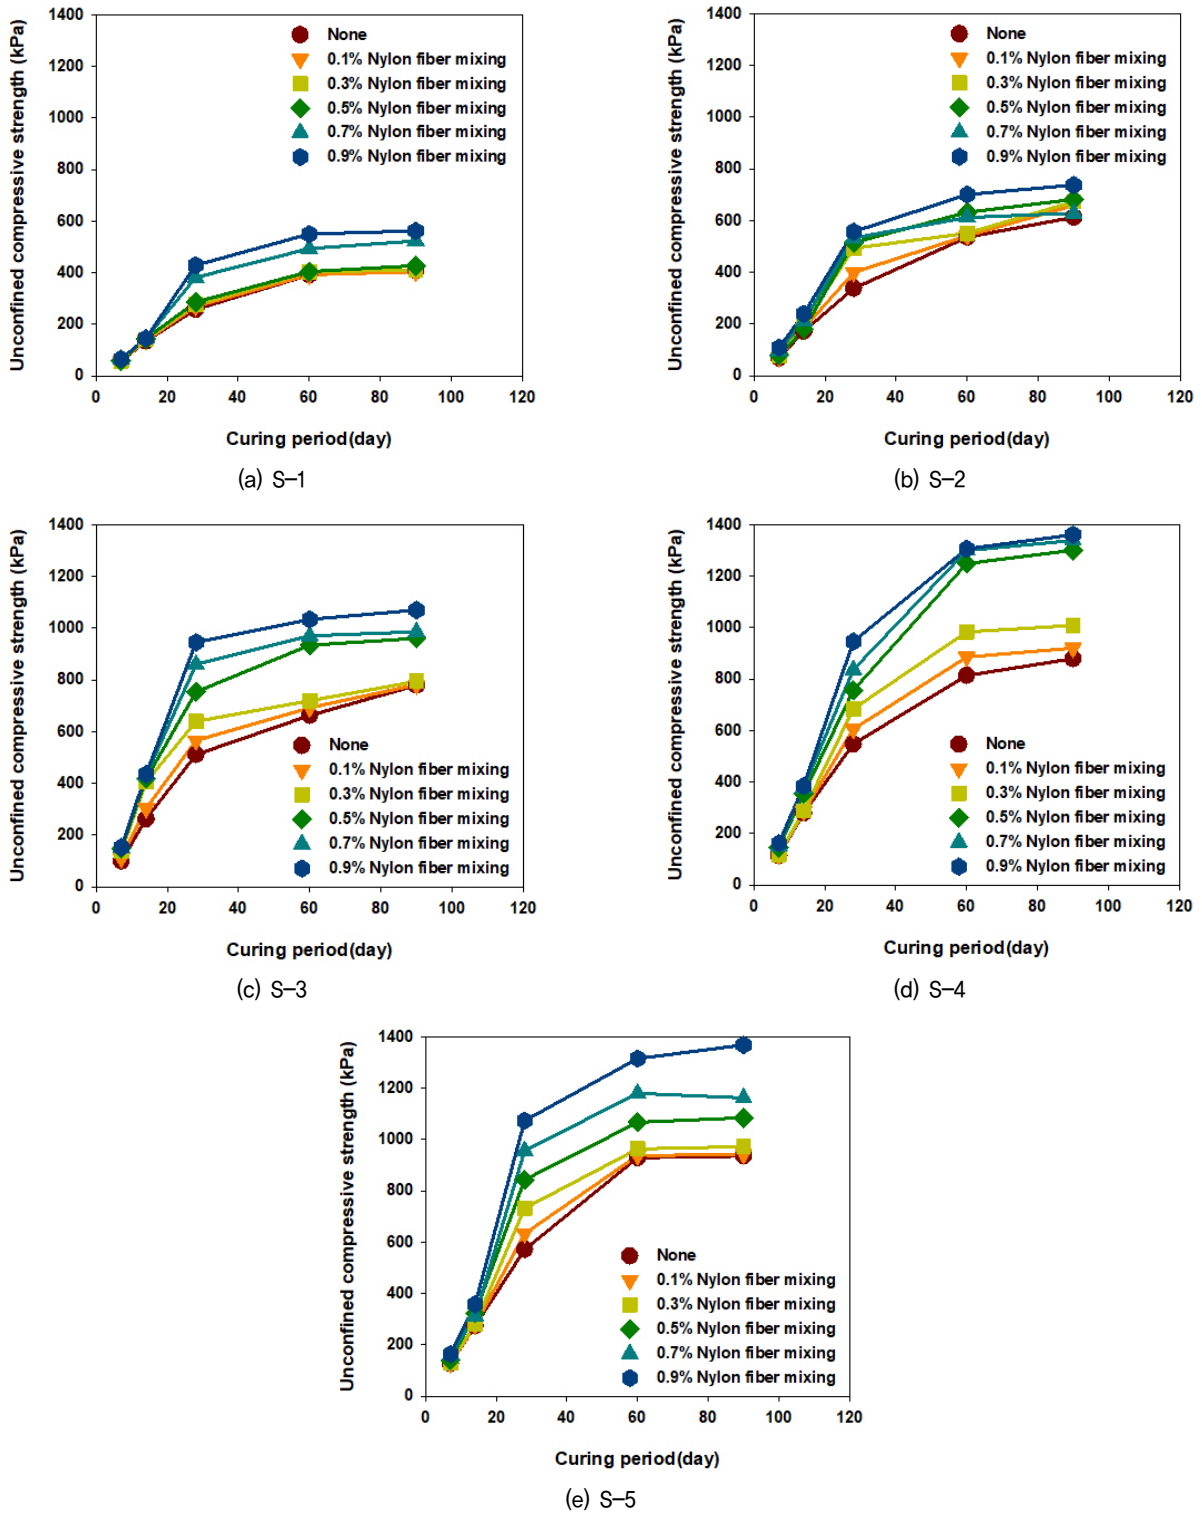 Unconfined compressive strength (kPa)
1400
1200
1000
800
600
400
200
0
None
0.1% Nylon fiber mixing
0.3% Nylon fiber mixing
0.5% Nylon fiber mixing
0.7% Nylon fiber mixing
0.9% Nylon fiber mixing
0 20 40 60 80 100 120
Curing period(day)
(a) S–1
Unconfined compressive strength (kPa)
1400
1200
1000
800
600
400
200
0
None
0.1% Nylon fiber mixing
0.3% Nylon fiber mixing
0.5% Nylon fiber mixing
0.7% Nylon fiber mixing
0.9% Nylon fiber mixing
0 20 40 60 80 100 120
Curing period(day)
(b) S–2
Unconfined compressive strength (kPa)
1400
1200
1000
800
600
400
200
0
None
0.1% Nylon fiber mixing
0.3% Nylon fiber mixing
0.5% Nylon fiber mixing
0.7% Nylon fiber mixing
0.9% Nylon fiber mixing
0 20 40 60 80 100 120
Curing period(day)
(c) S–3
Unconfined compressive strength (kPa)
1400
1200
1000
800
600
400
200
0
None
0.1% Nylon fiber mixing
0.3% Nylon fiber mixing
0.5% Nylon fiber mixing
0.7% Nylon fiber mixing
0.9% Nylon fiber mixing
0 20 40 60 80 100 120
Curing period(day)
(d) S–4
Unconfined compressive strength (kPa)
1400
1200
1000
800
600
400
200
0
None
0.1% Nylon fiber mixing
0.3% Nylon fiber mixing
0.5% Nylon fiber mixing
0.7% Nylon fiber mixing
0.9% Nylon fiber mixing
0 20 40 60 80 100 120
Curing period(day)
(e) S–5